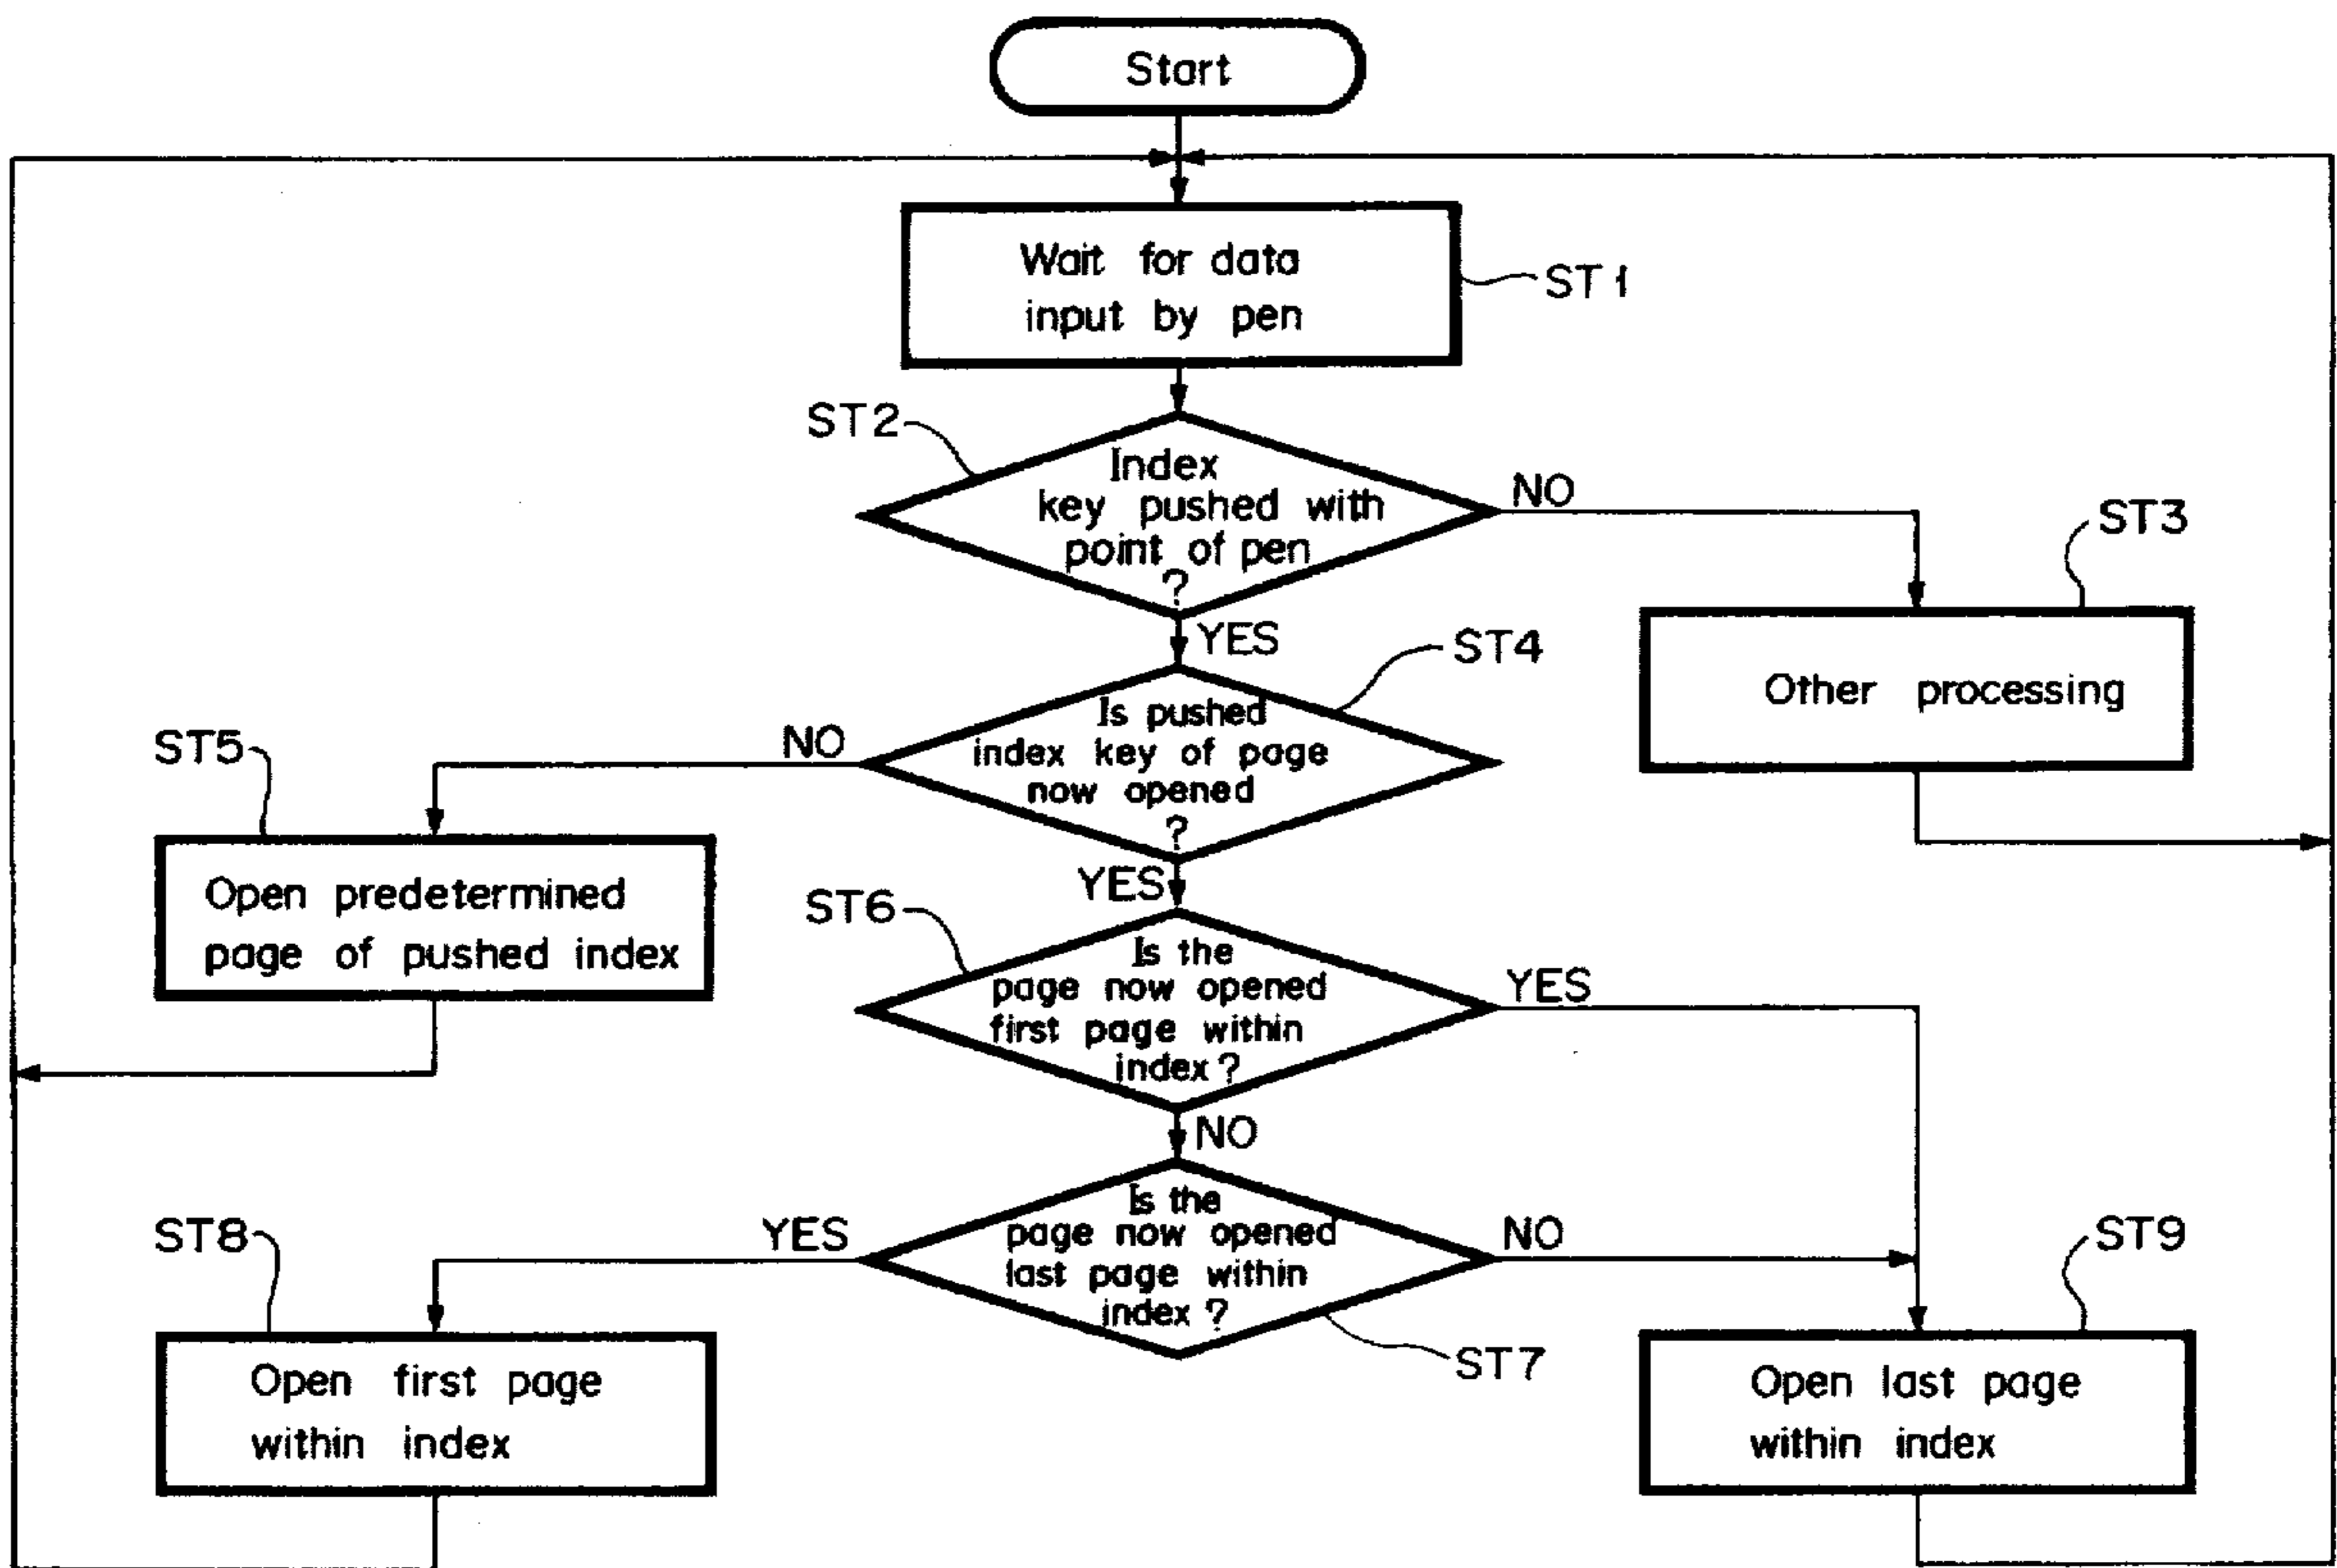 Start
Wait for data
input by pen
ST1
ST2
Index
key pushed with
point of pen
?
NO
ST3
YES
ST4
Other processing
Is pushed
index key of page
now opened
?
NO
ST5
YES
Open predetermined
page of pushed index
ST6
Is the
page now opened
first page within
index?
YES
NO
Is the
page now opened
last page within
index?
YES
NO
ST8
ST9
ST7
Open first page
within index
Open last page
within index